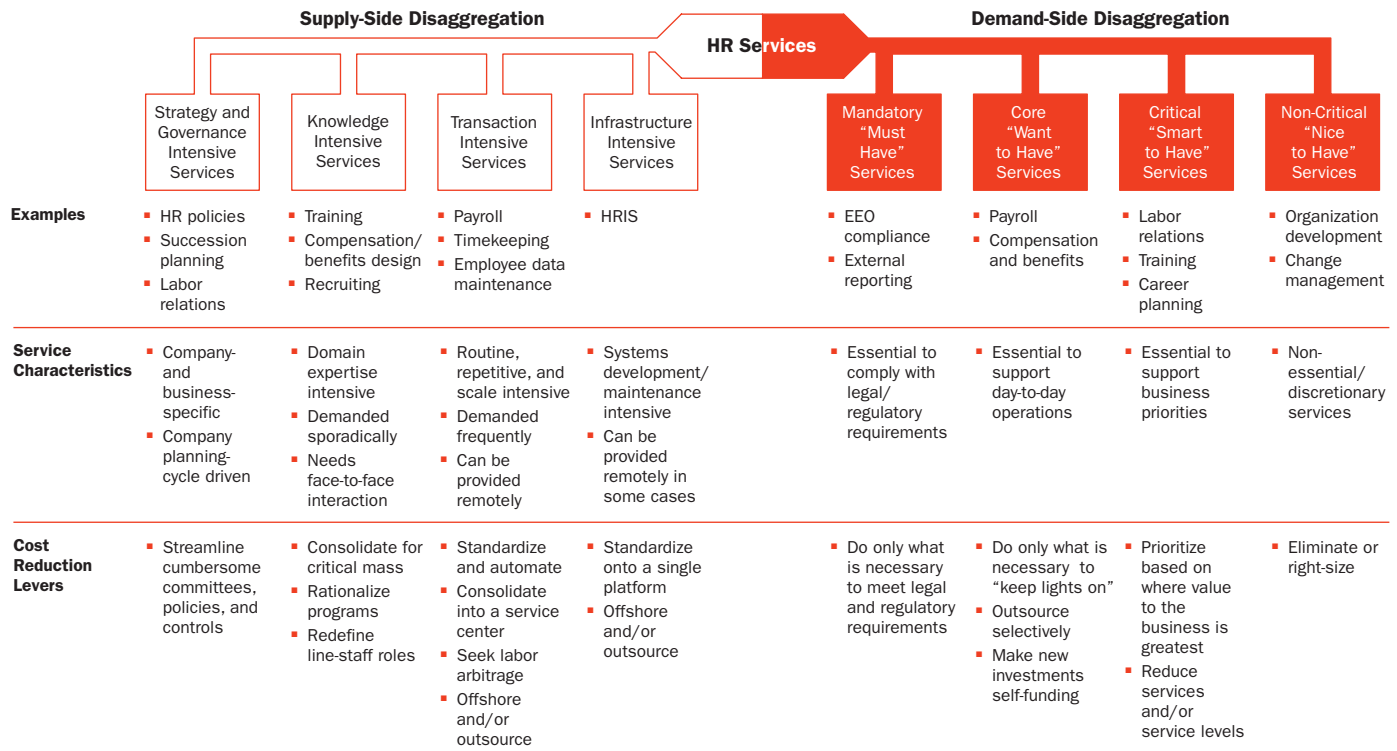 Supply-Side Disaggregation
Demand-Side Disaggregation
HR Services
Strategy and
Governance
Intensive
Services
Knowledge
Intensive
Services
Transaction
Intensive
Services
Infrastructure
Intensive
Services
Mandatory
“Must
Have”
Services
Core
“Want
to Have”
Services
Critical
“Smart
to Have”
Services
Non-Critical
“Nice
to Have”
Services
Examples
▪ HR policies
▪ Succession
planning
▪ Labor
relations
▪ Training
▪ Compensation/
benefits design
▪ Recruiting
▪ Payroll
▪ Timekeeping
▪ Employee data
maintenance
▪ HRIS
▪ EEO
compliance
▪ External
reporting
▪ Payroll
▪ Compensation
and benefits
▪ Labor
relations
▪ Training
▪ Career
planning
▪ Organization
development
▪ Change
management
Service
Characteristics
▪ Company-
and
business-
specific
▪ Company
planning-
cycle driven
▪ Domain
expertise
intensive
▪ Demanded
sporadically
▪ Needs
face-to-face
interaction
▪ Routine,
repetitive, and
scale intensive
▪ Demanded
frequently
▪ Can be
provided
remotely
▪ Systems
development/
maintenance
intensive
▪ Can be
provided
remotely in
some cases
▪ Essential to
comply with
legal/
regulatory
requirements
▪ Essential to
support
day-to-day
operations
▪ Essential to
support
business
priorities
▪ Non-
essential/
discretionary
services
Cost
Reduction
Levers
▪ Streamline
cumbersome
committees,
policies, and
controls
▪ Consolidate for
critical mass
▪ Rationalize
programs
▪ Redefine
line-staff roles
▪ Standardize
and automate
▪ Consolidate
into a service
center
▪ Seek labor
arbitrage
▪ Offshore
and/or
outsource
▪ Standardize
onto a single
platform
▪ Offshore
and/or
outsource
▪ Do only what
is necessary
to meet legal
and regulatory
requirements
▪ Do only what is
necessary to
“keep lights on”
▪ Outsource
selectively
▪ Make new
investments
self-funding
▪ Prioritize
based on
where value
to the
business is
greatest
▪ Reduce
services
and/or
service levels
▪ Eliminate or
right-size